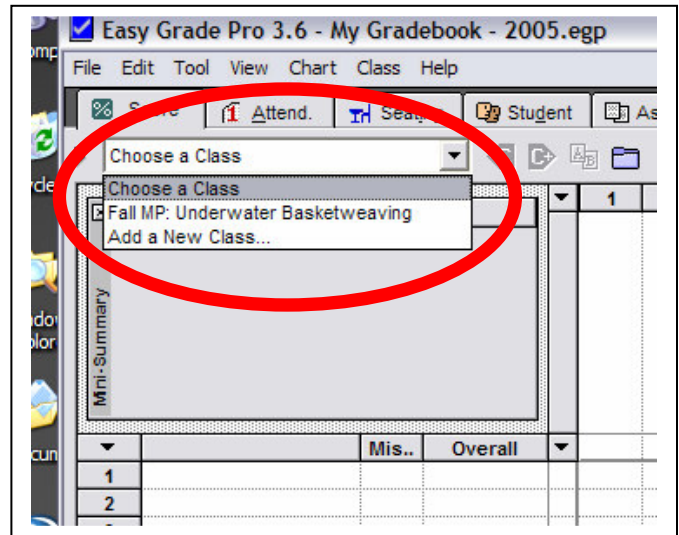 Easy Grade Pro 3.6 - My Gradebook - 2005.egp
File Edit Tool View Chart Class Help
Attend. Student
Choose a Class
Choose a Class
Fall MP: Underwater Basketweaving
Add a New Class...
1
Mini-Summary
Mis.. Overall
1
2